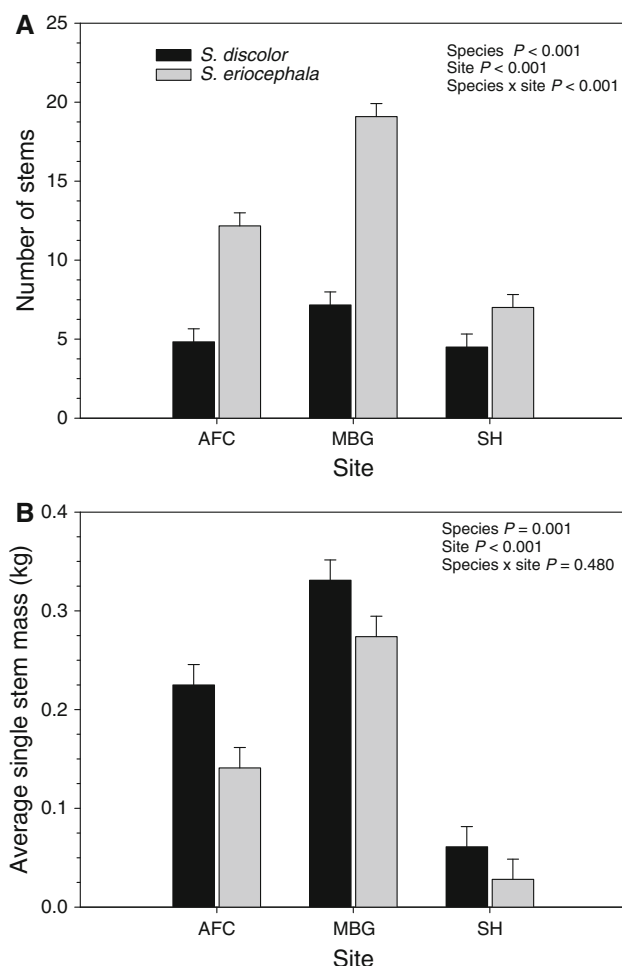 A
25
20
15
10
5
0
Number of stems
S. discolor
S. eriocephala
Species P < 0.001
Site P < 0.001
Species x site P < 0.001
AFC MBG SH
Site
B
0.4
0.3
0.2
0.1
0.0
Average single stem mass (kg)
Species P = 0.001
Site P < 0.001
Species x site P = 0.480
AFC MBG SH
Site